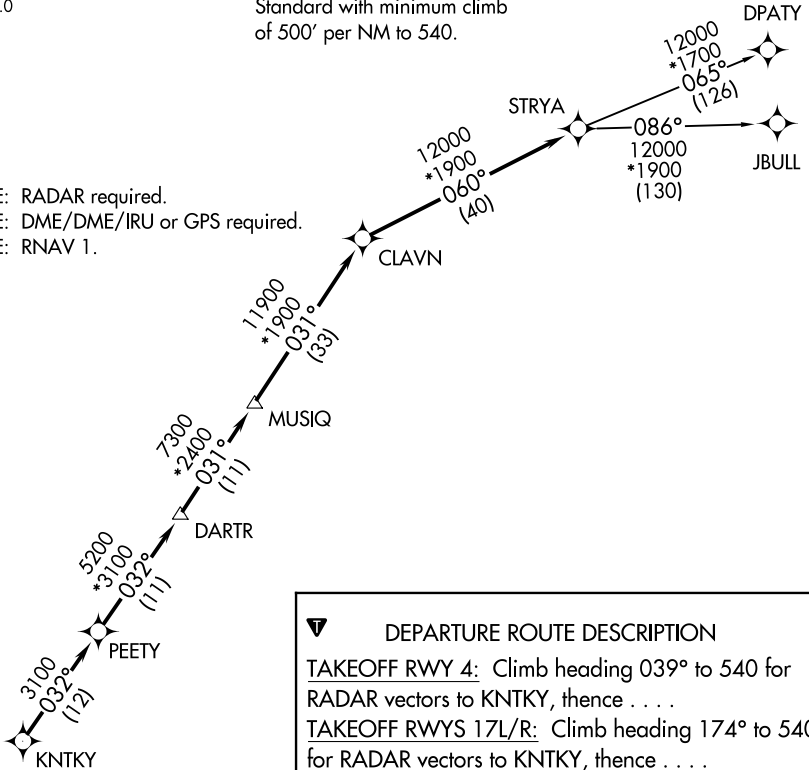 .0
Standard with minimum climb
of 500' per NM to 540.
DPATY
12000
*1700
065°
(126)
STRYA
086°
12000
*1900
(130)
JBULL
12000
*1900
060°
(40)
E: RADAR required.
E: DME/DME/IRU or GPS required.
E: RNAV 1.
CLAVN
11900
*1900
031°
(33)
MUSIQ
7300
*2400
031°
(11)
DARTR
5200
*3100
032°
(11)
PEETY
3100
032°
(12)
KNTKY
T DEPARTURE ROUTE DESCRIPTION
TAKEOFF RWY 4: Climb heading 039° to 540 for
RADAR vectors to KNTKY, thence . . . .
TAKEOFF RWYS 17L/R: Climb heading 174° to 540
for RADAR vectors to KNTKY, thence . . . .